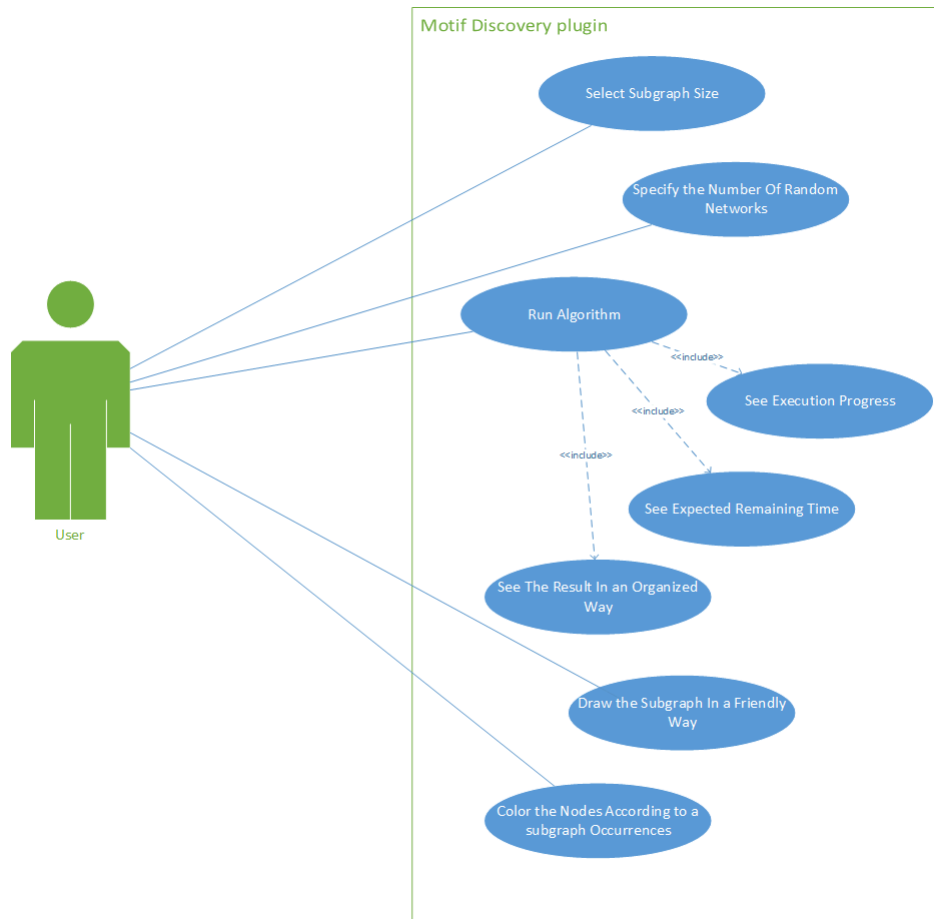 Motif Discovery plugin
Select Subgraph Size
Specify the Number Of Random
Networks
Run Algorithm
<<include>>
See Execution Progress
<<include>>
<<include>>
See Expected Remaining Time
User
See The Result In an Organized
Way
Draw the Subgraph In a Friendly
Way
Color the Nodes According to a
subgraph Occurrences